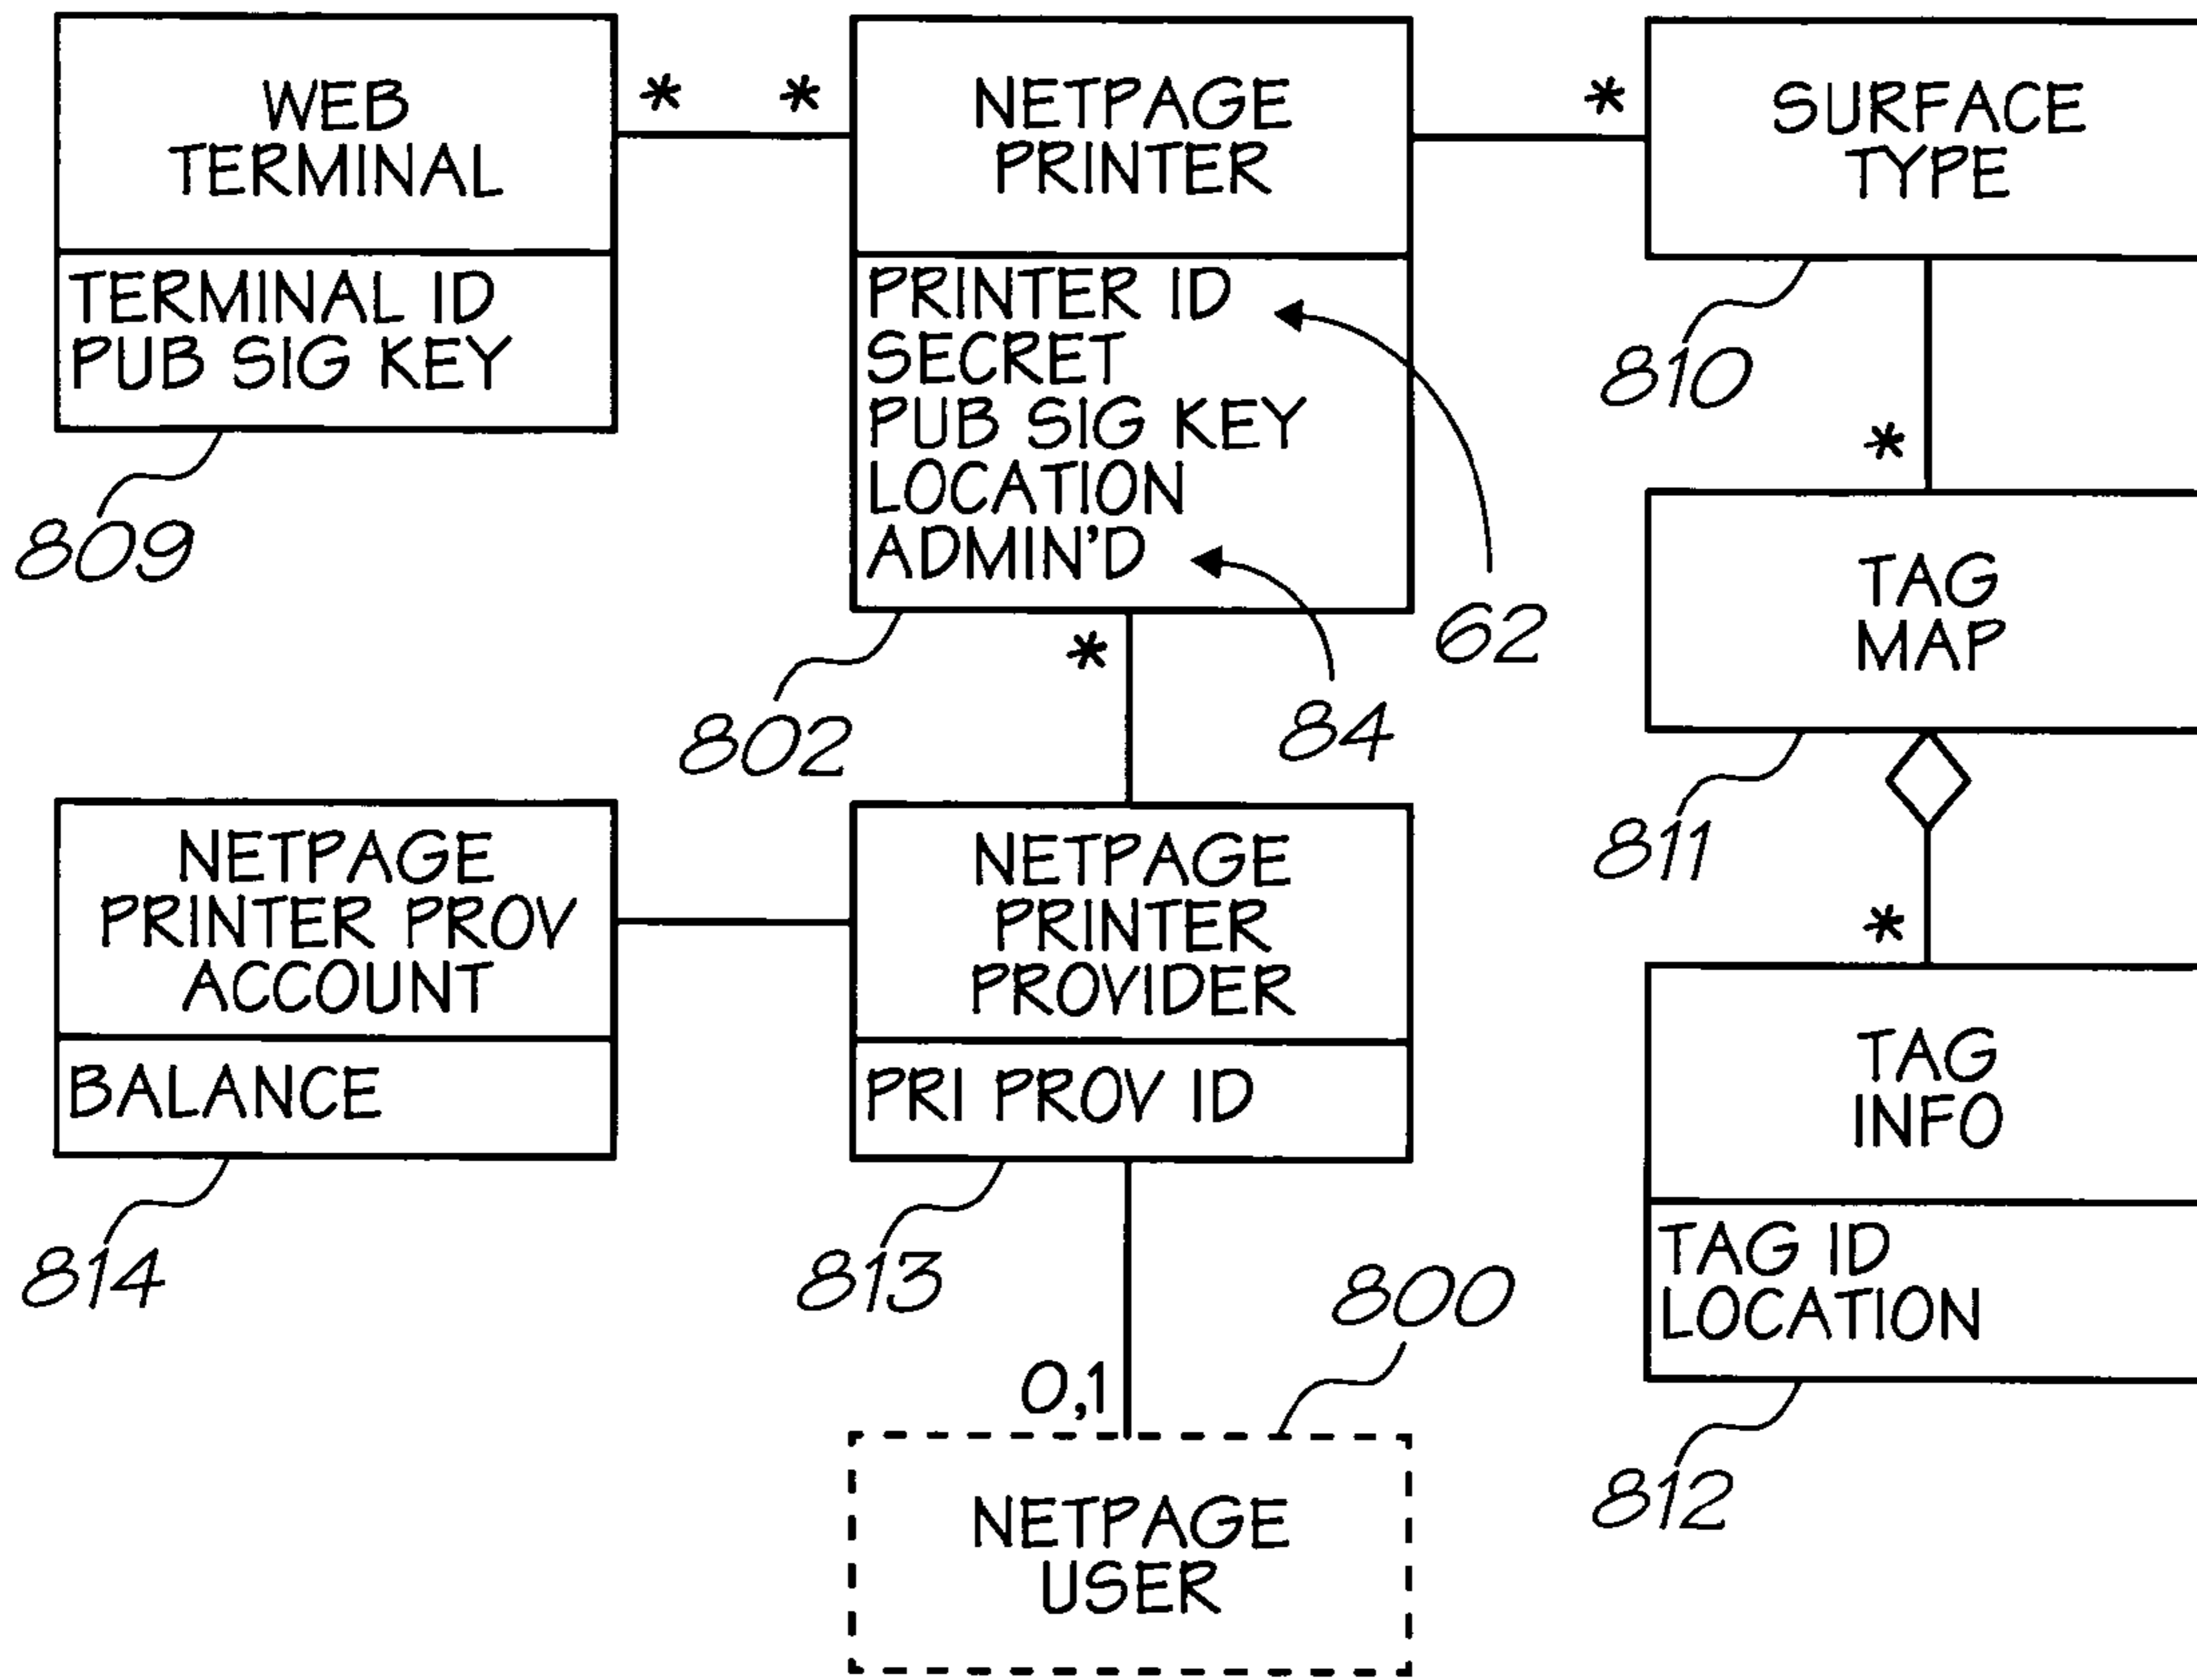 WEB
TERMINAL
*
TERMINAL ID
PUB SIG KEY
809
*
NETPAGE
PRINTER
PRINTER ID
SECRET
PUB SIG KEY
LOCATION
ADMIN'D
62
84
802
*
*
SURFACE
TYPE
810
*
TAG
MAP
811
*
NETPAGE
PRINTER PROV
ACCOUNT
BALANCE
814
NETPAGE
PRINTER
PROVIDER
PRI PROV ID
813
800
0,1
NETPAGE
USER
TAG
INFO
TAG ID
LOCATION
812